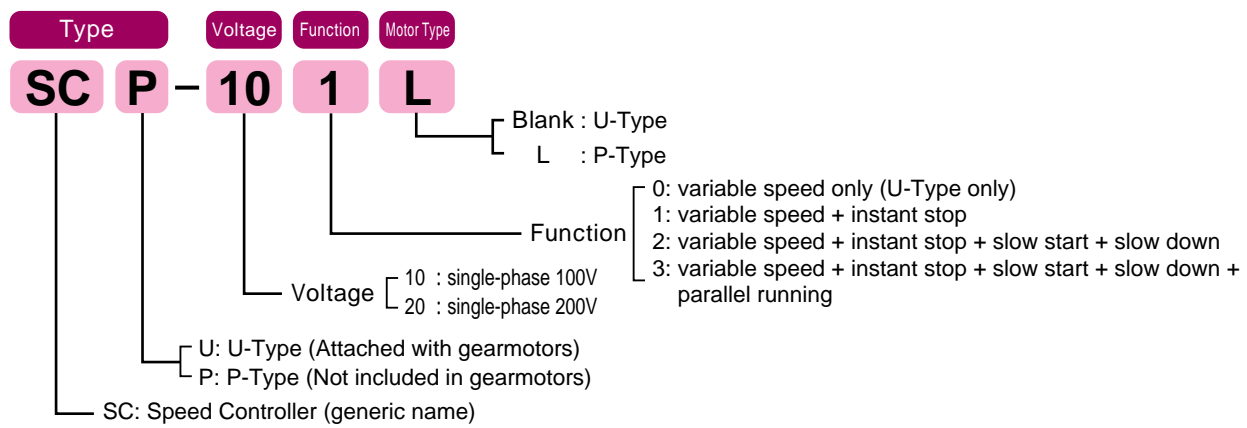 Type Voltage Function Motor Type
SC P – 10 1 L
Blank : U-Type
L : P-Type
0: variable speed only (U-Type only)
1: variable speed + instant stop
Function
2: variable speed + instant stop + slow start + slow down
3: variable speed + instant stop + slow start + slow down +
parallel running
Voltage
10 : single-phase 100V
20 : single-phase 200V
U: U-Type (Attached with gearmotors)
P: P-Type (Not included in gearmotors)
SC: Speed Controller (generic name)